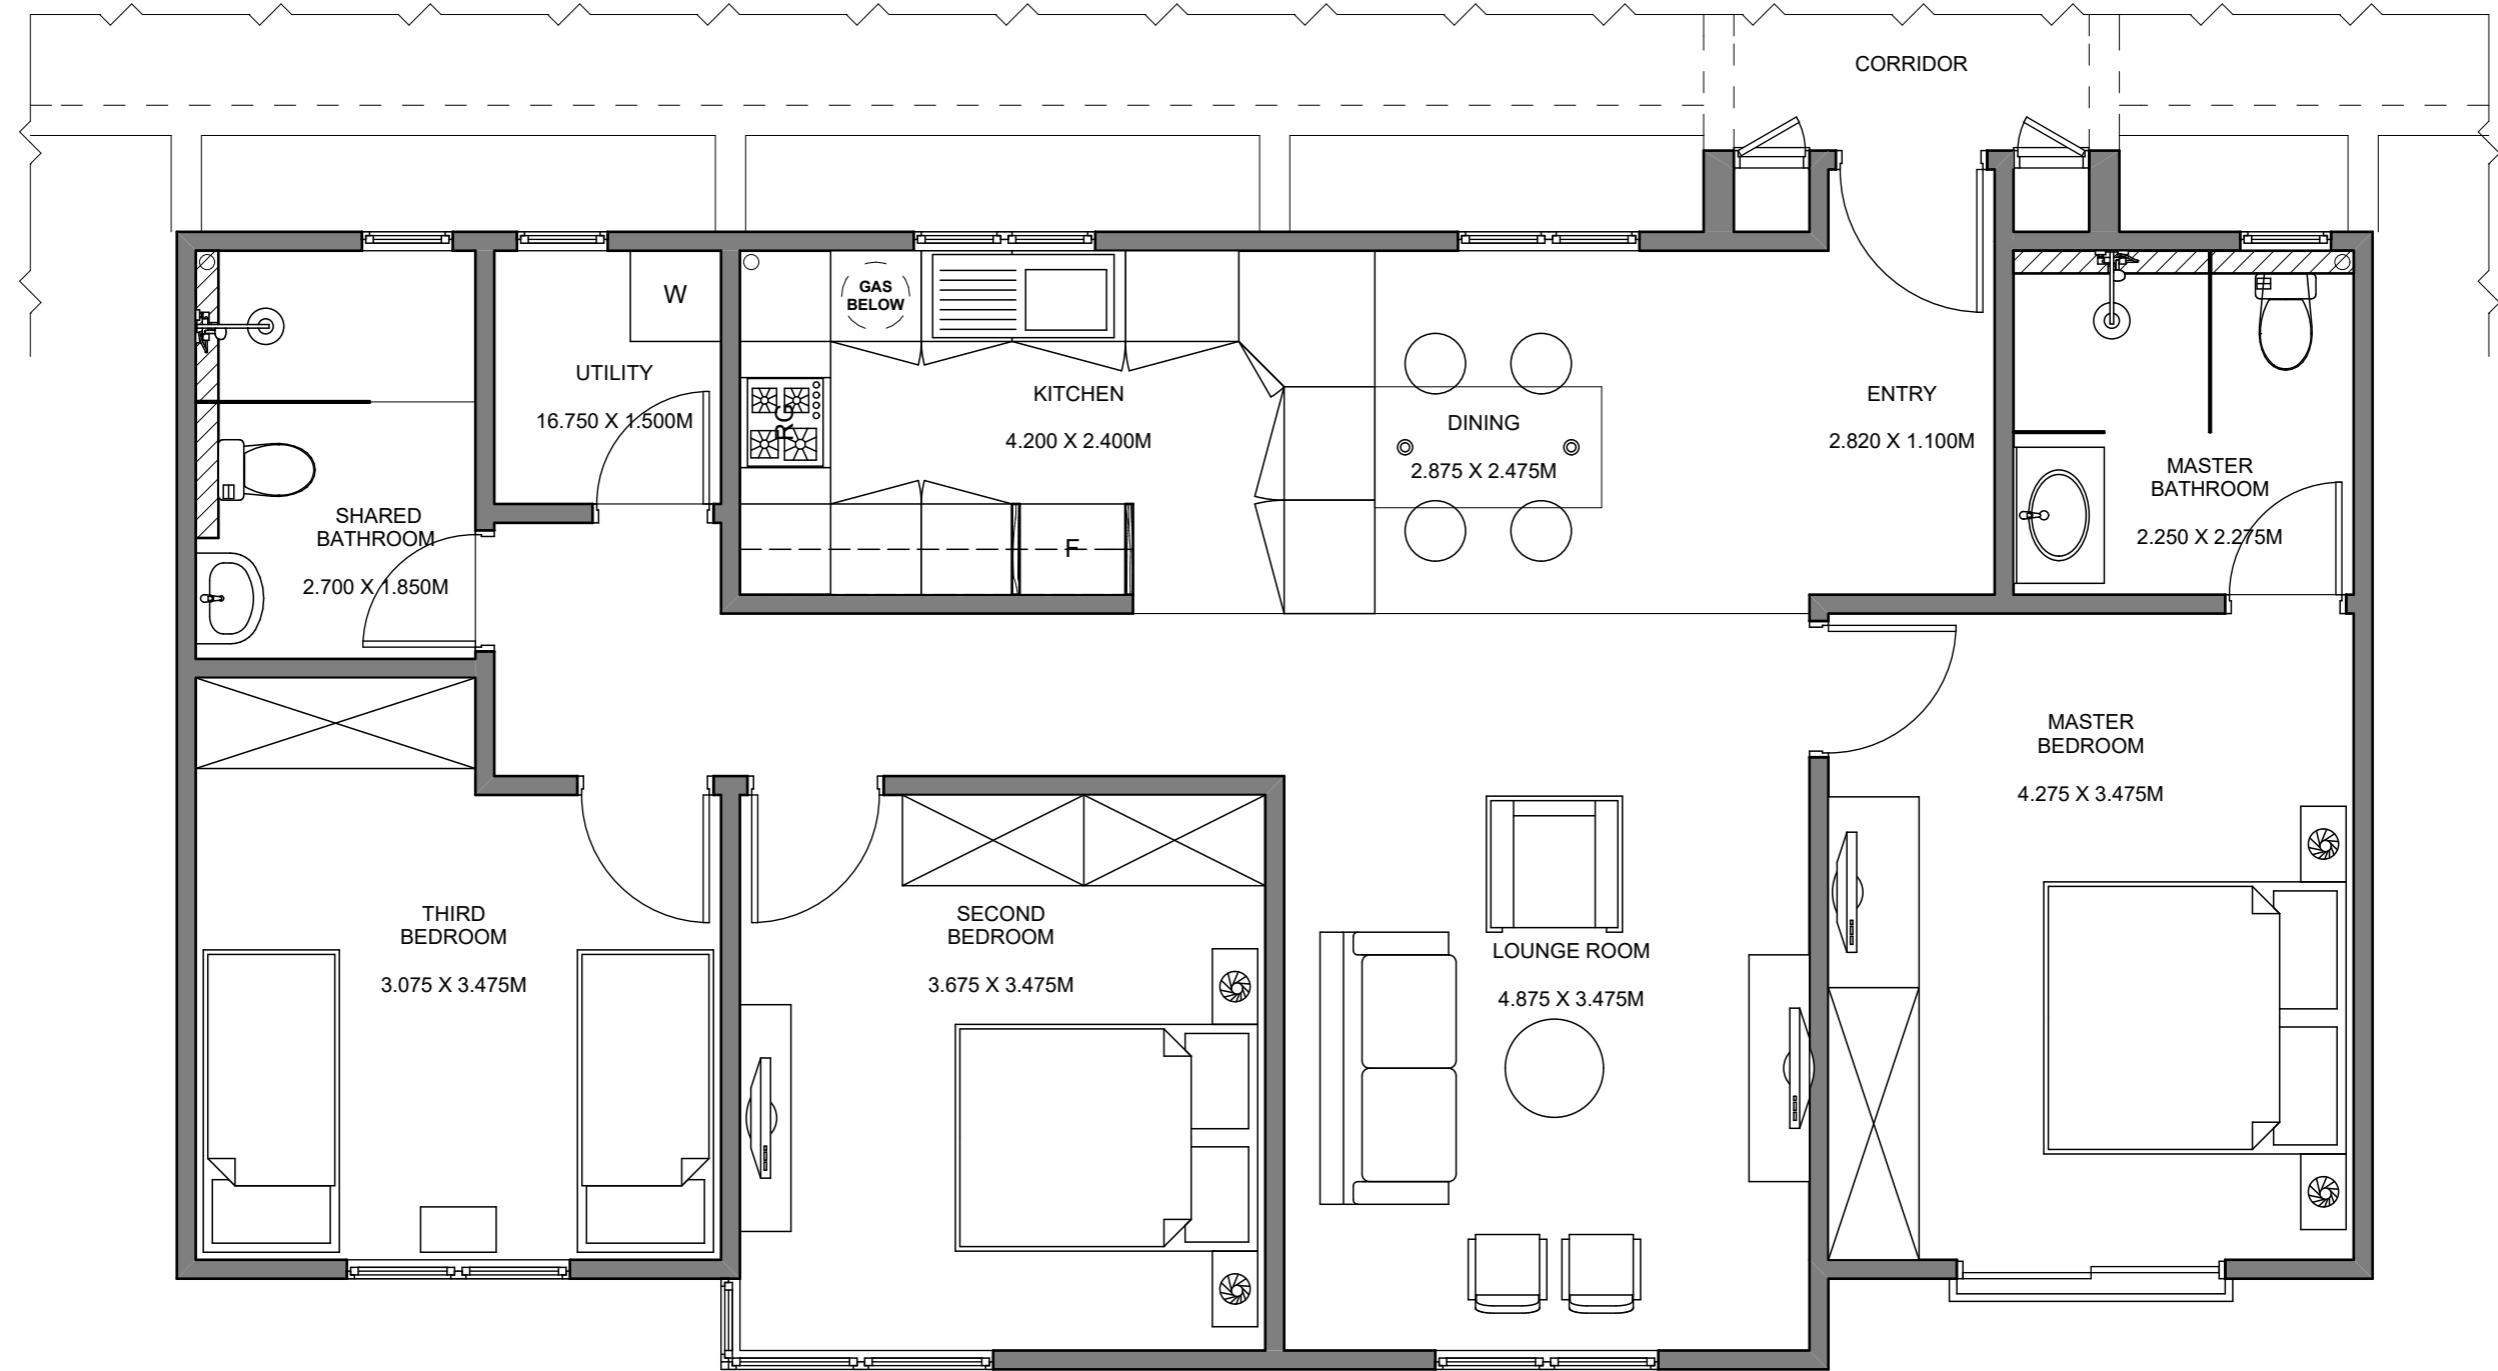 CORRIDOR
W
GAS
BELOW
UTILITY
16.750 X 1.500M
RG
KITCHEN
4.200 X 2.400M
DINING
2.875 X 2.475M
ENTRY
2.820 X 1.100M
MASTER
BATHROOM
2.250 X 2.275M
SHARED
BATHROOM
2.700 X 1.850M
F
MASTER
BEDROOM
4.275 X 3.475M
THIRD
BEDROOM
3.075 X 3.475M
SECOND
BEDROOM
3.675 X 3.475M
LOUNGE ROOM
4.875 X 3.475M